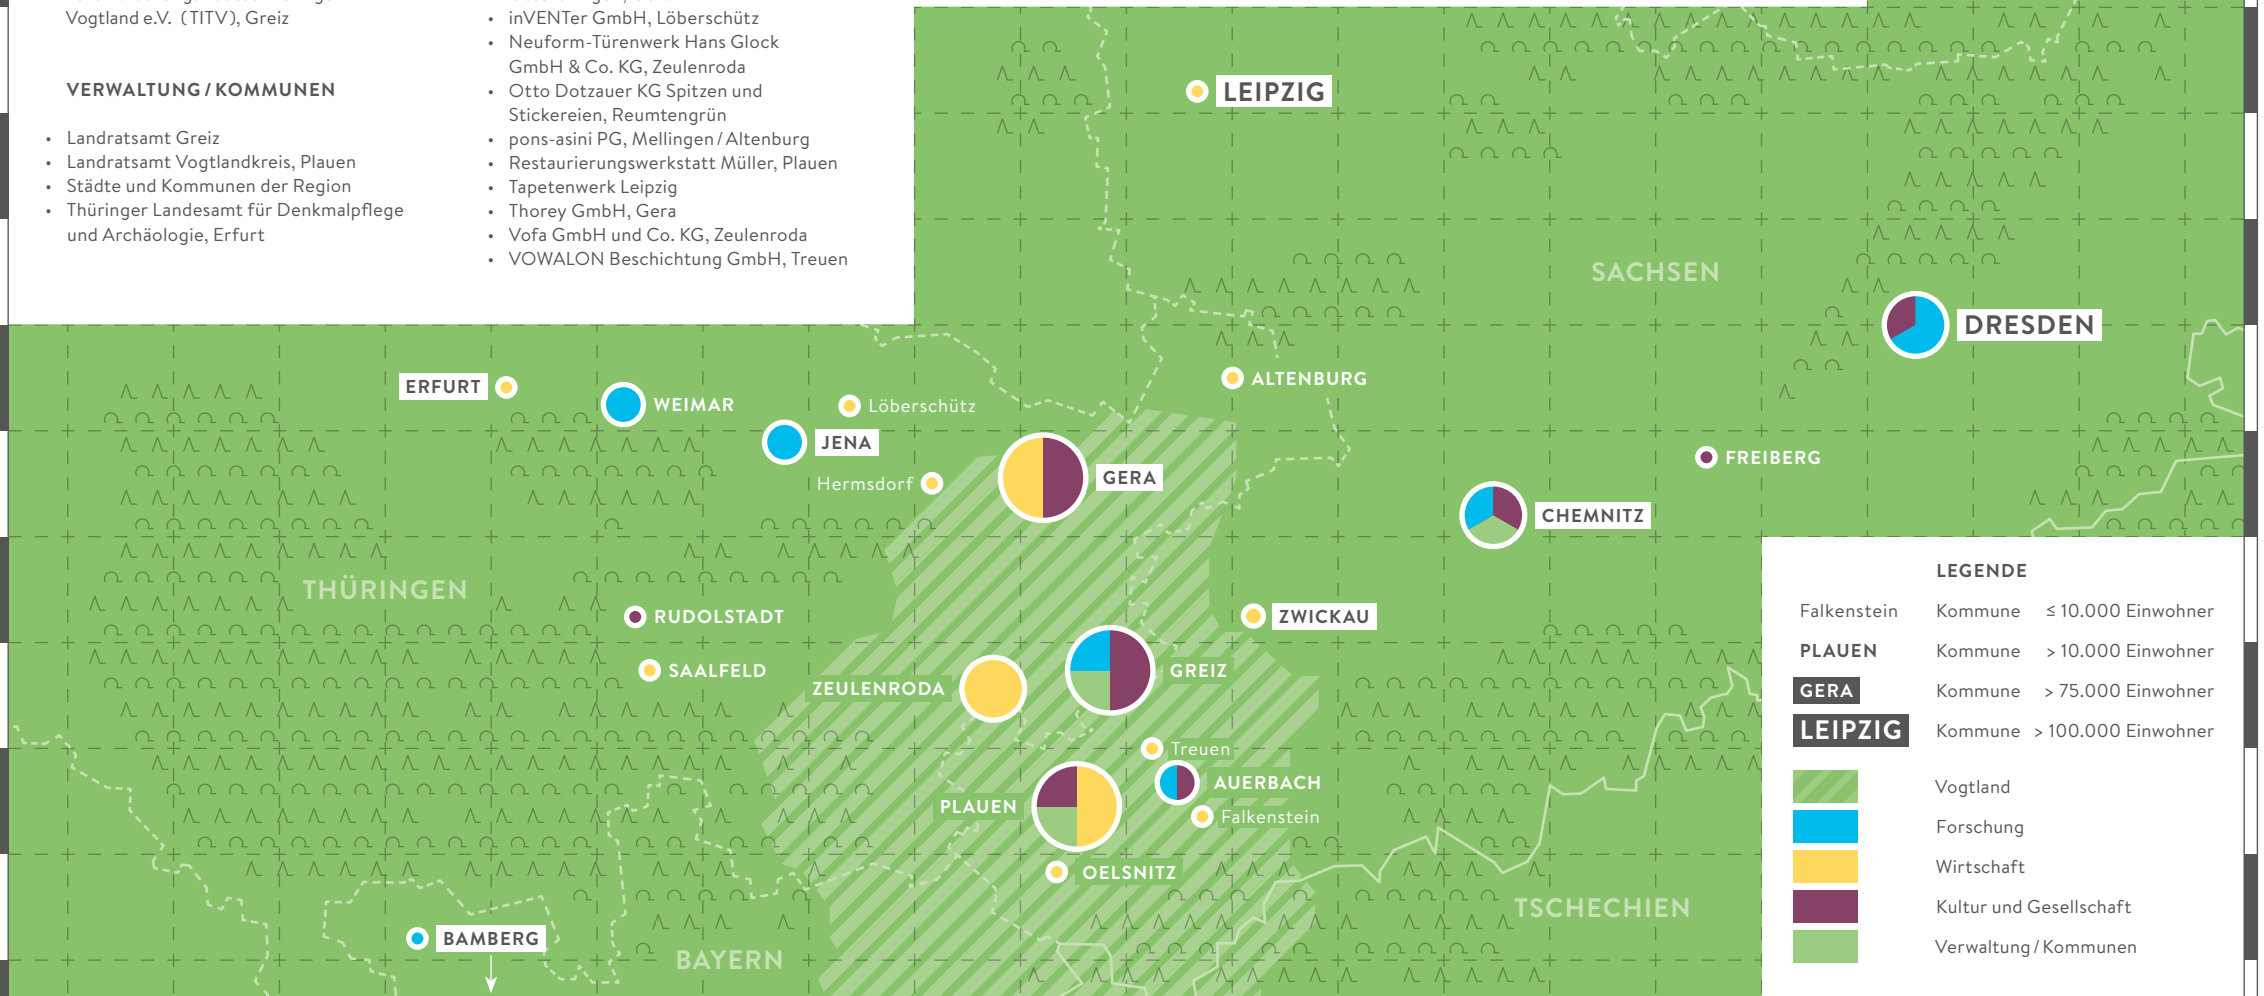 Vogtland e.V. (TITV), Greiz
VERWALTUNG / KOMMUNEN
• Landratsamt Greiz
• Landratsamt Vogtlandkreis, Plauen
• Städte und Kommunen der Region
• Thüringer Landesamt für Denkmalpflege
und Archäologie, Erfurt
• inVENTer GmbH, Löberschütz
• Neuform-Türenwerk Hans Glock
GmbH & Co. KG, Zeulenroda
• Otto Dotzauer KG Spitzen und
Stickereien, Reumtengrün
• pons-asini PG, Mellingen / Altenburg
• Restaurierungswerkstatt Müller, Plauen
• Tapetenwerk Leipzig
• Thorey GmbH, Gera
• Vofa GmbH und Co. KG, Zeulenroda
• VOWALON Beschichtung GmbH, Treuen
LEIPZIG
SACHSEN
DRESDEN
ALTENBURG
ERFURT
WEIMAR
Löberschütz
JENA
FREIBERG
GERA
Hermsdorf
CHEMNITZ
THÜRINGEN
RUDOLSTADT
ZWICKAU
SAALFELD
GREIZ
ZEULENRODA
Treuen
AUERBACH
PLAUEN
Falkenstein
OELSNITZ
TSCHECHIEN
BAMBERG
BAYERN
LEGENDE
Falkenstein Kommune ≤ 10.000 Einwohner
PLAUEN Kommune > 10.000 Einwohner
GERA Kommune > 75.000 Einwohner
LEIPZIG Kommune > 100.000 Einwohner
Vogtland
Forschung
Wirtschaft
Kultur und Gesellschaft
Verwaltung / Kommunen